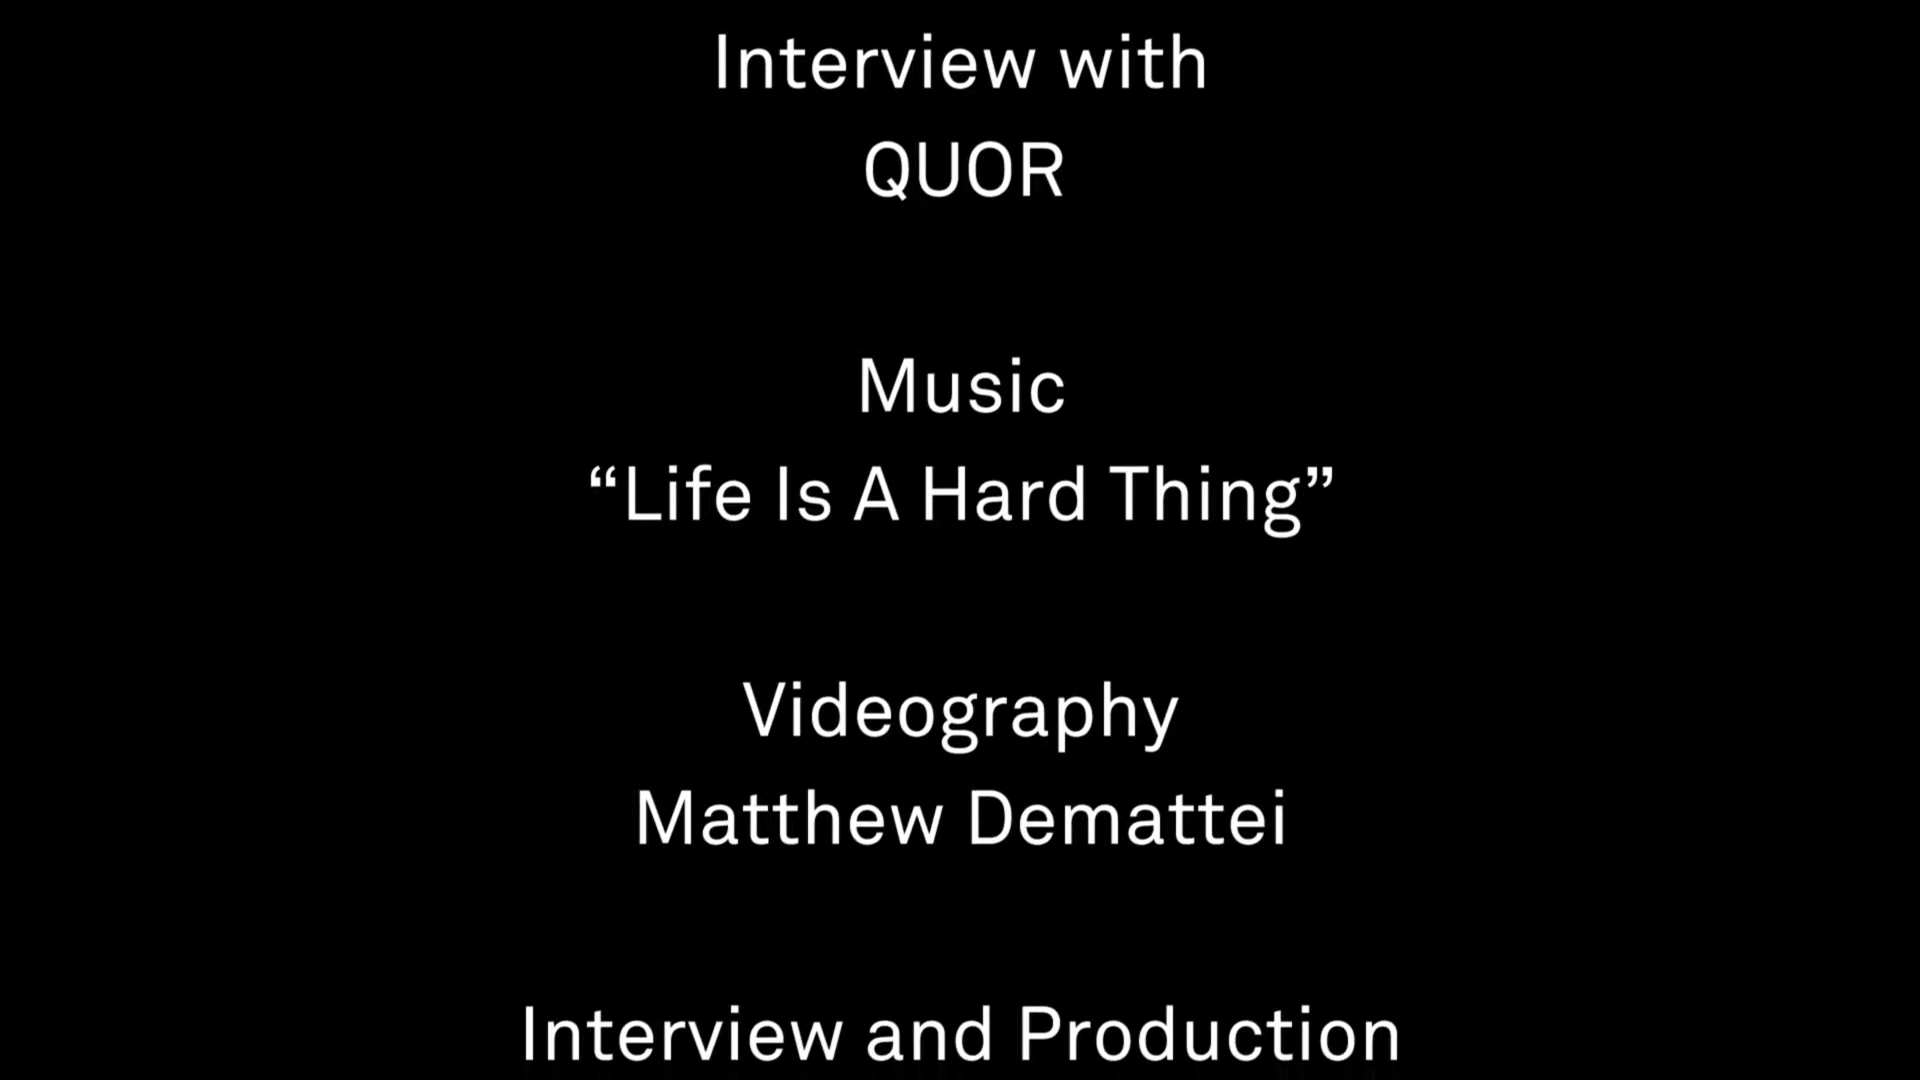 Interview with
QUOR
Music
“Life Is A Hard Thing”
Videography
Matthew Demattei
Interview and Production